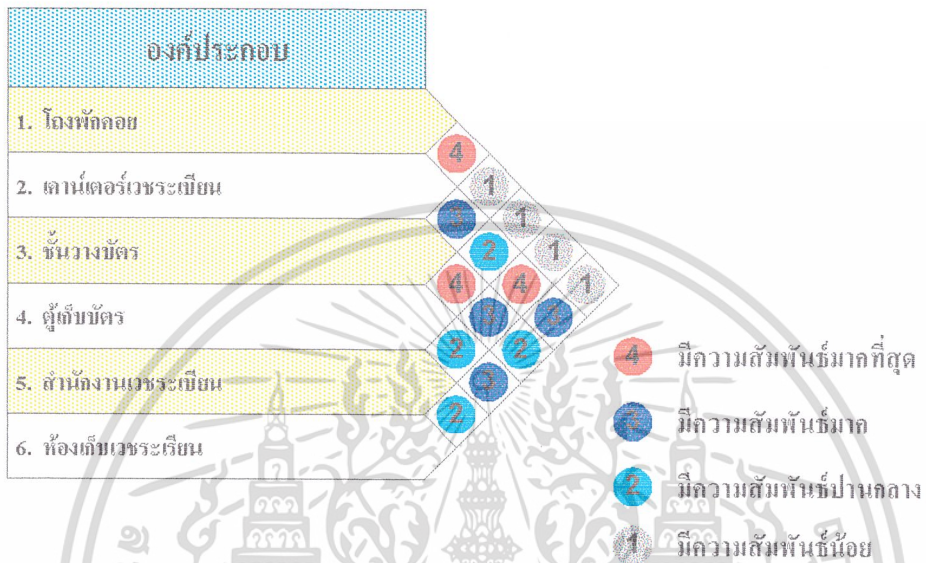 องค์ประกอบ
1. โถงพักคอย
4
2. เคาน์เตอร์เวชระเบียน
1
3
1
3. ชั้นวางบัตร
2
1
4
4
1
4. ตู้เก็บบัตร
3
3
2
2
5. สำนักงานเวชระเบียน
3
2
6. ห้องเก็บเวชระเรียน
4 มีความสัมพันธ์มากที่สุด
3 มีความสัมพันธ์มาก
2 มีความสัมพันธ์ปานกลาง
1 มีความสัมพันธ์น้อย